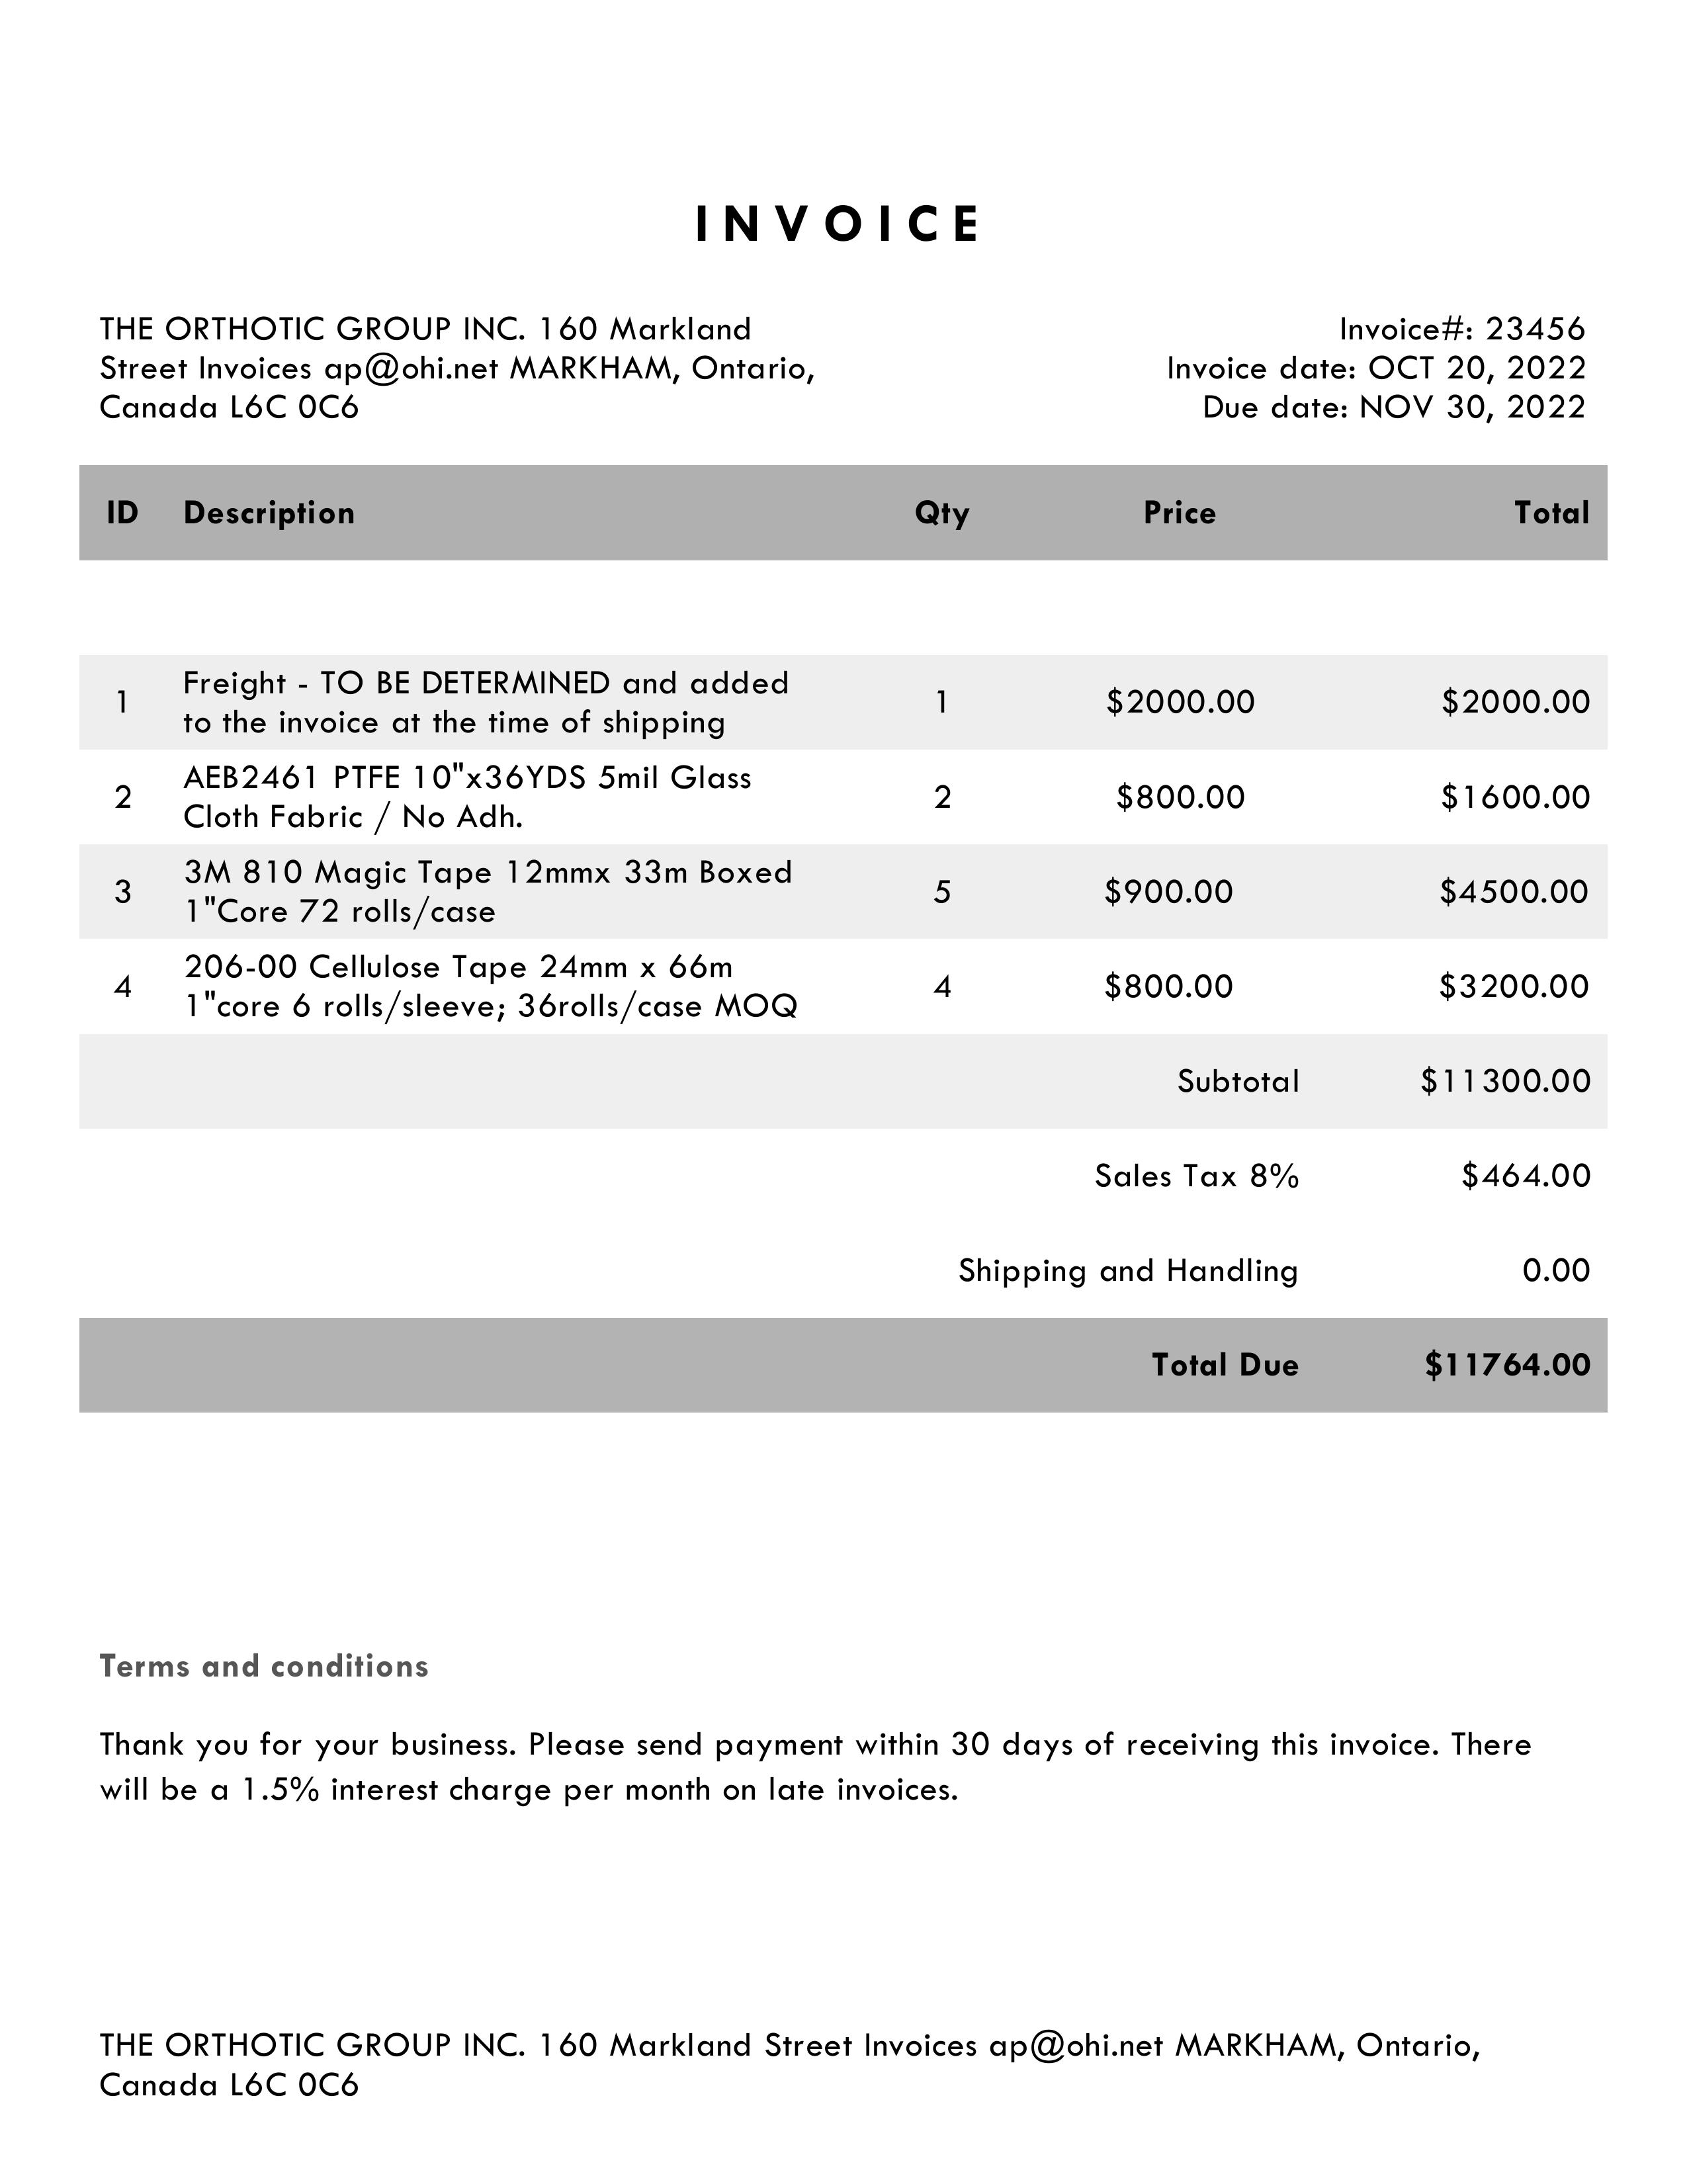 INVOICE
THE ORTHOTIC GROUP INC. 160 Markland
Street Invoices ap@ohi.net MARKHAM, Ontario,
Canada L6C 0C6
Invoice#: 23456
Invoice date: OCT 20, 2022
Due date: NOV 30, 2022
ID Description Qty Price Total
1 Freight - TO BE DETERMINED and added
to the invoice at the time of shipping 1 $2000.00 $2000.00
2 AEB2461 PTFE 10"x36YDS 5mil Glass
Cloth Fabric / No Adh. 2 $800.00 $1600.00
3 3M 810 Magic Tape 12mmx 33m Boxed
1"Core 72 rolls/case 5 $900.00 $4500.00
4 206-00 Cellulose Tape 24mm x 66m
1"core 6 rolls/sleeve; 36rolls/case MOQ 4 $800.00 $3200.00
Subtotal $11300.00
Sales Tax 8% $464.00
Shipping and Handling 0.00
Total Due $11764.00
Terms and conditions
Thank you for your business. Please send payment within 30 days of receiving this invoice. There
will be a 1.5% interest charge per month on late invoices.
THE ORTHOTIC GROUP INC. 160 Markland Street Invoices ap@ohi.net MARKHAM, Ontario,
Canada L6C 0C6